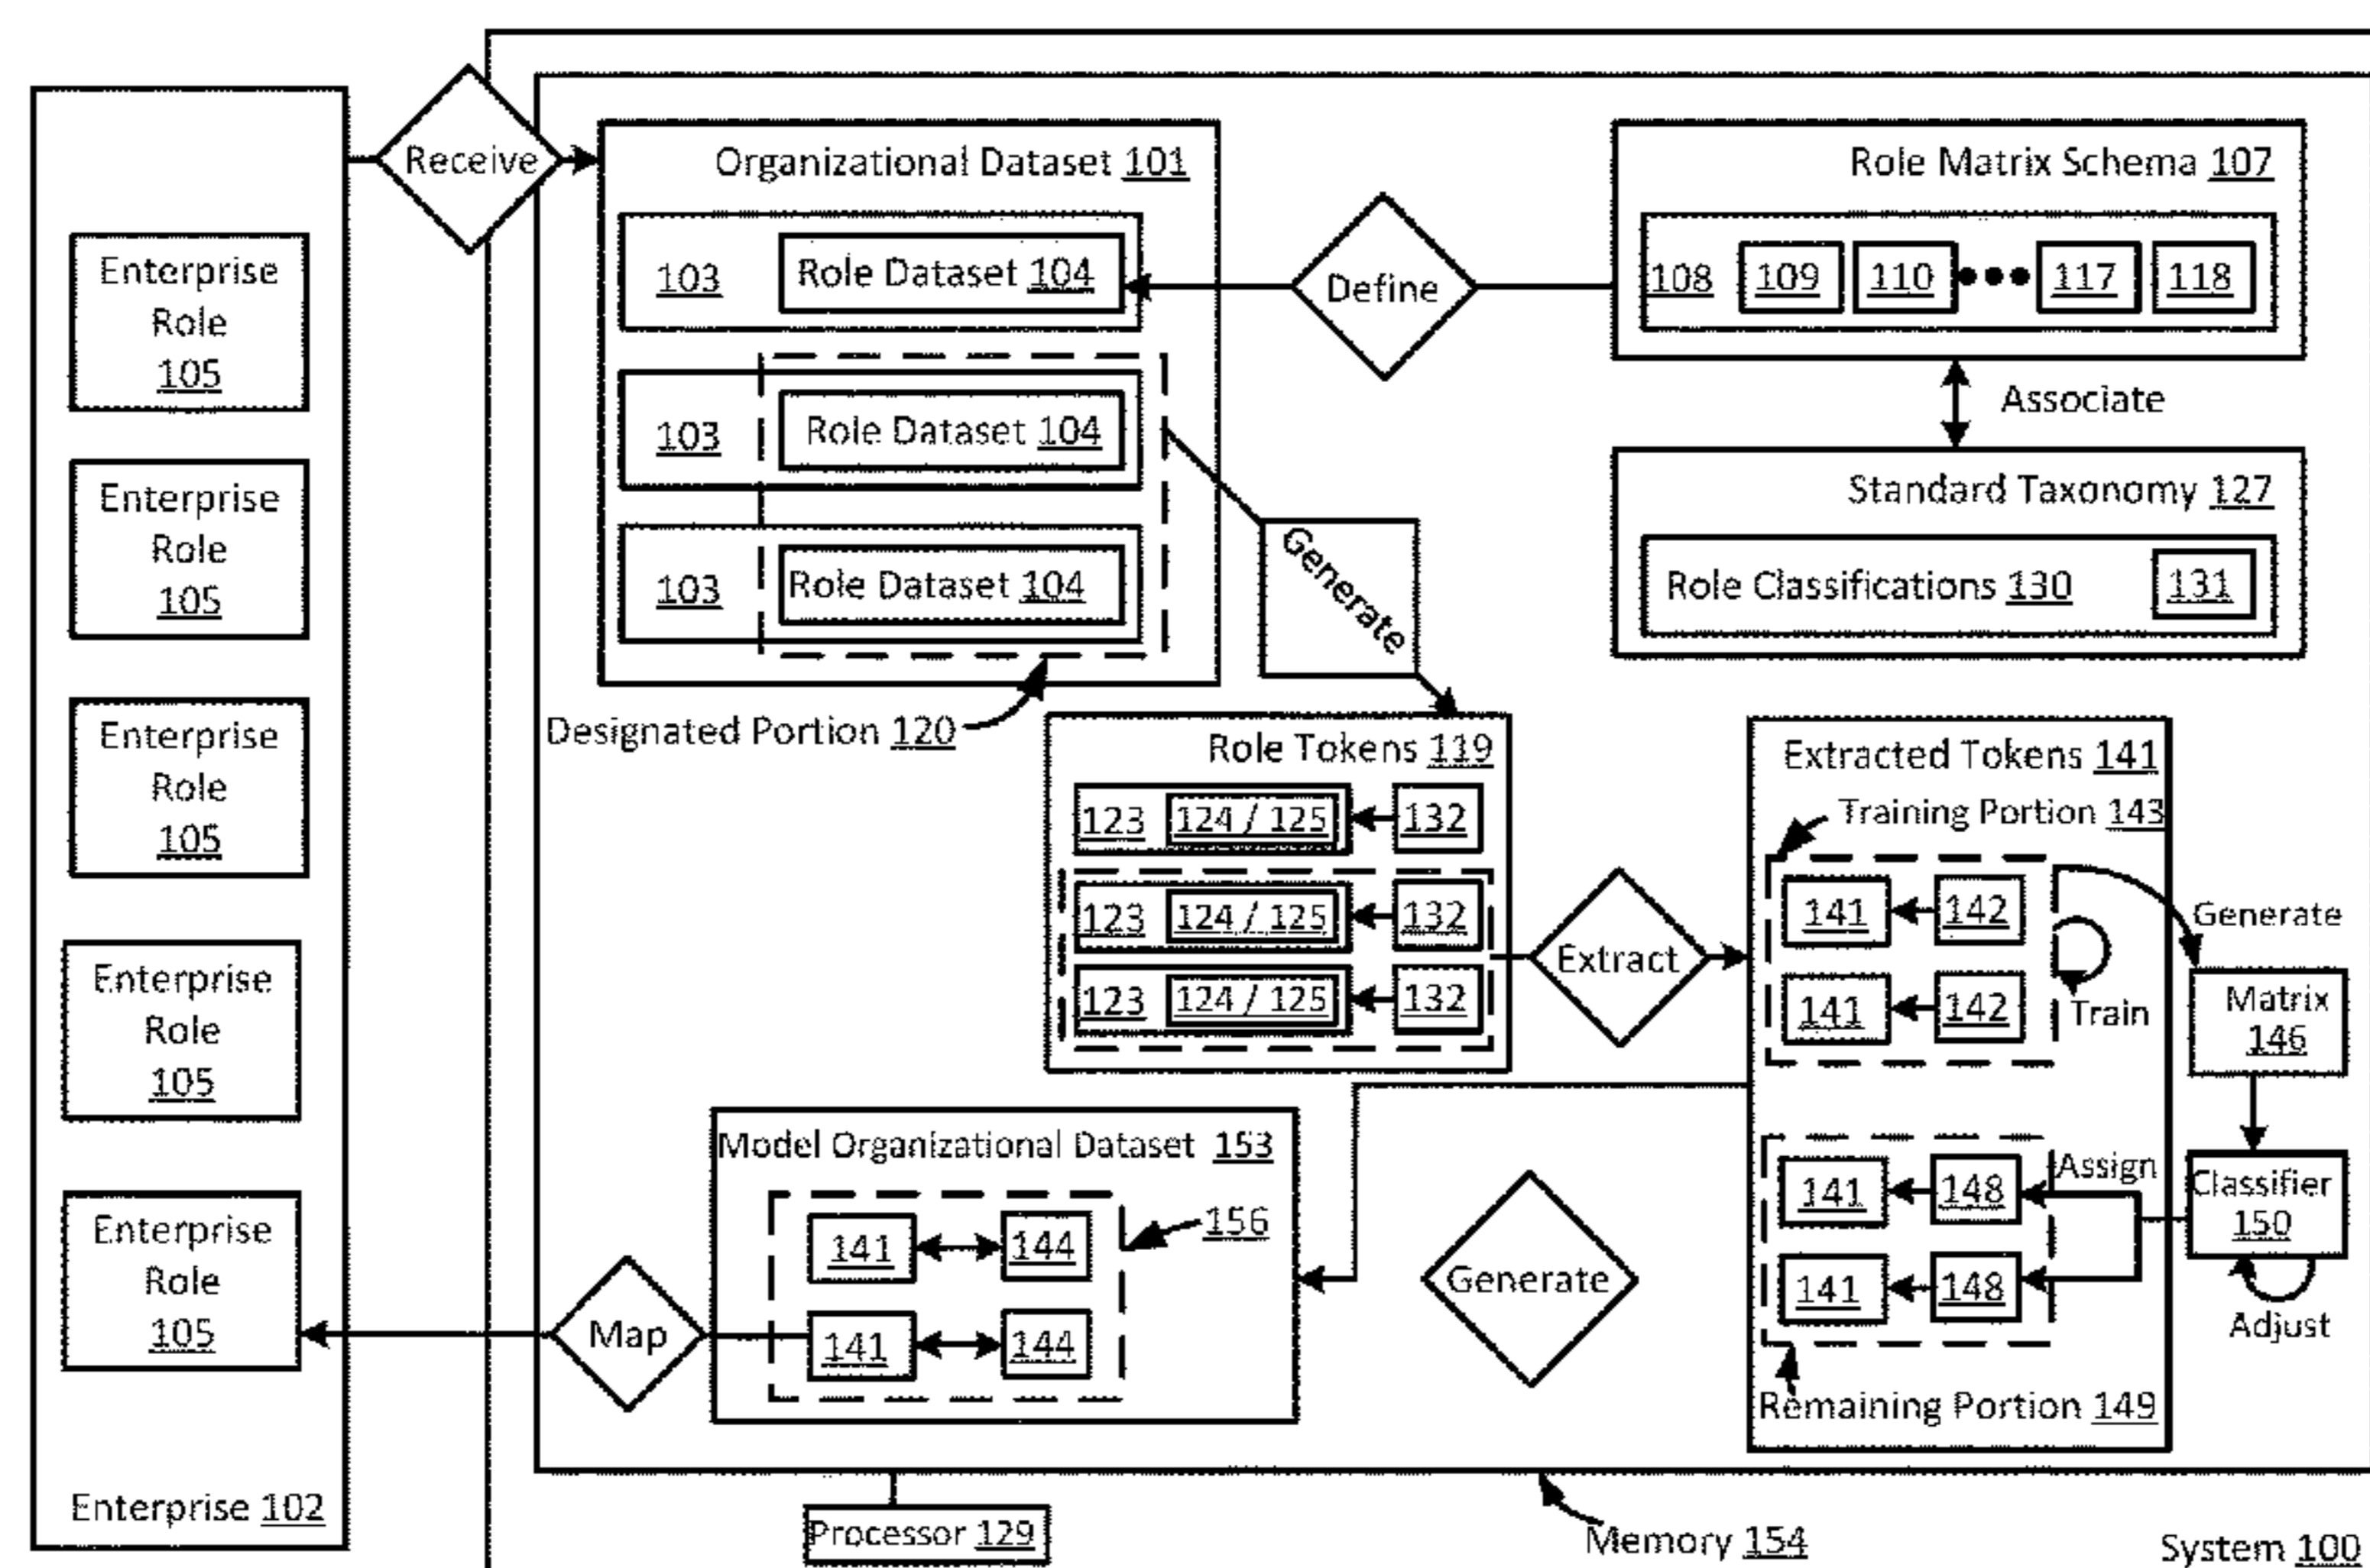 Enterprise
Role
105
Enterprise
Role
105
Enterprise
Role
105
Enterprise
Role
105
Enterprise
Role
105
Enterprise 102
Receive
Organizational Dataset 101
103 Role Dataset 104
103 Role Dataset 104
103 Role Dataset 104
Designated Portion 120
Define
Role Matrix Schema 107
108 109 110 ●●● 117 118
Associate
Standard Taxonomy 127
Role Classifications 130 131
Generate
Role Tokens 119
123 124 / 125 132
123 124 / 125 132
123 124 / 125 132
Extract
Extracted Tokens 141
Training Portion 143
141 142
141 142
Train
Generate
Matrix
146
Classifier
150
Adjust
Assign
141 148
141 148
Remaining Portion 149
Generate
Model Organizational Dataset 153
141 144
141 144
156
Map
Processor 129
Memory 154
System 100